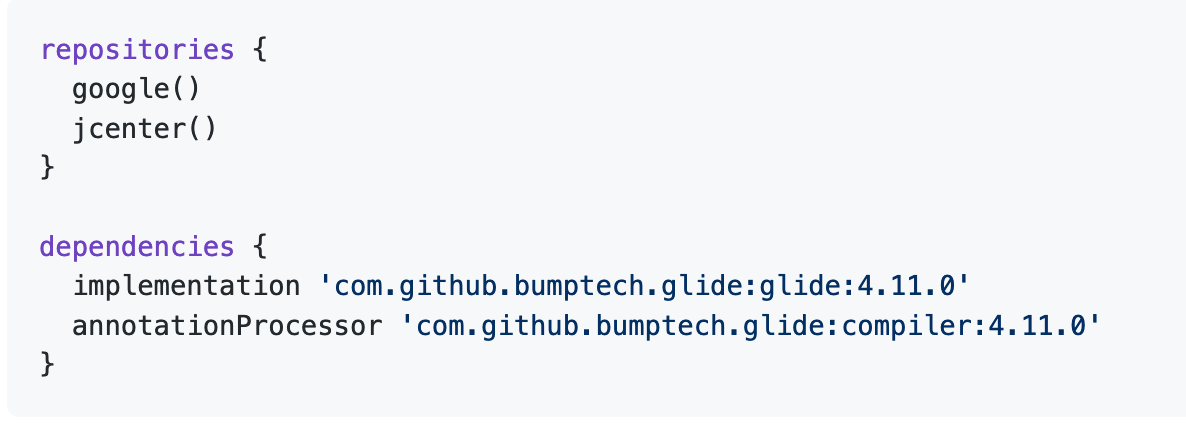 repositories {
  google()
  jcenter()
}

dependencies {
  implementation 'com.github.bumptech.glide:glide:4.11.0'
  annotationProcessor 'com.github.bumptech.glide:compiler:4.11.0'
}